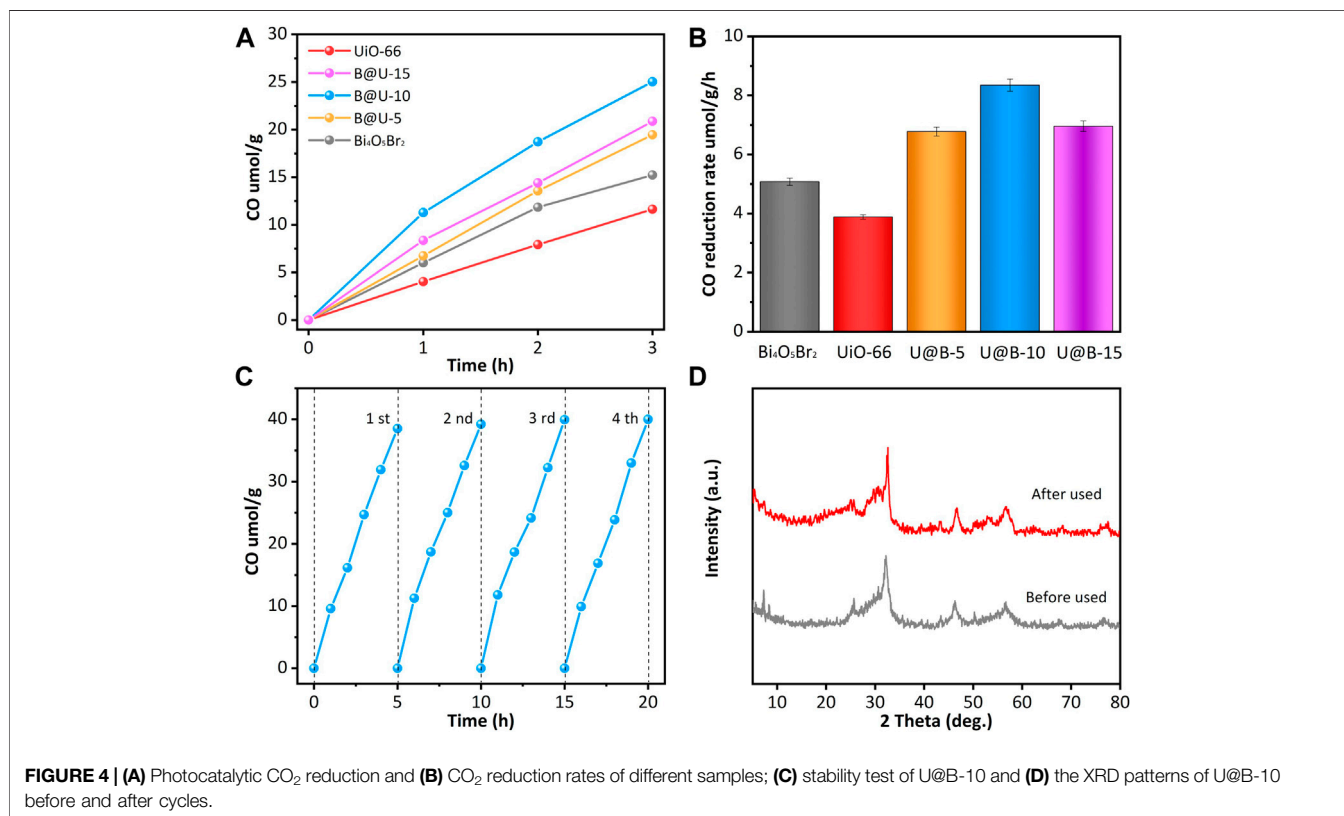 A
CO umol/g
30
25
20
15
10
5
0
UiO-66
B@U-15
B@U-10
B@U-5
Bi₄O₅Br₂
0 1 2 3
Time (h)
B
CO reduction rate umol/g/h
10
8
6
4
2
0
Bi₄O₅Br₂ UiO-66 U@B-5 U@B-10 U@B-15
C
CO umol/g
40
30
20
10
0
1 st 2 nd 3 rd 4 th
0 5 10 15 20
Time (h)
D
Intensity (a.u.)
After used
Before used
10 20 30 40 50 60 70 80
2 Theta (deg.)
FIGURE 4 | (A) Photocatalytic CO₂ reduction and (B) CO₂ reduction rates of different samples; (C) stability test of U@B-10 and (D) the XRD patterns of U@B-10
before and after cycles.